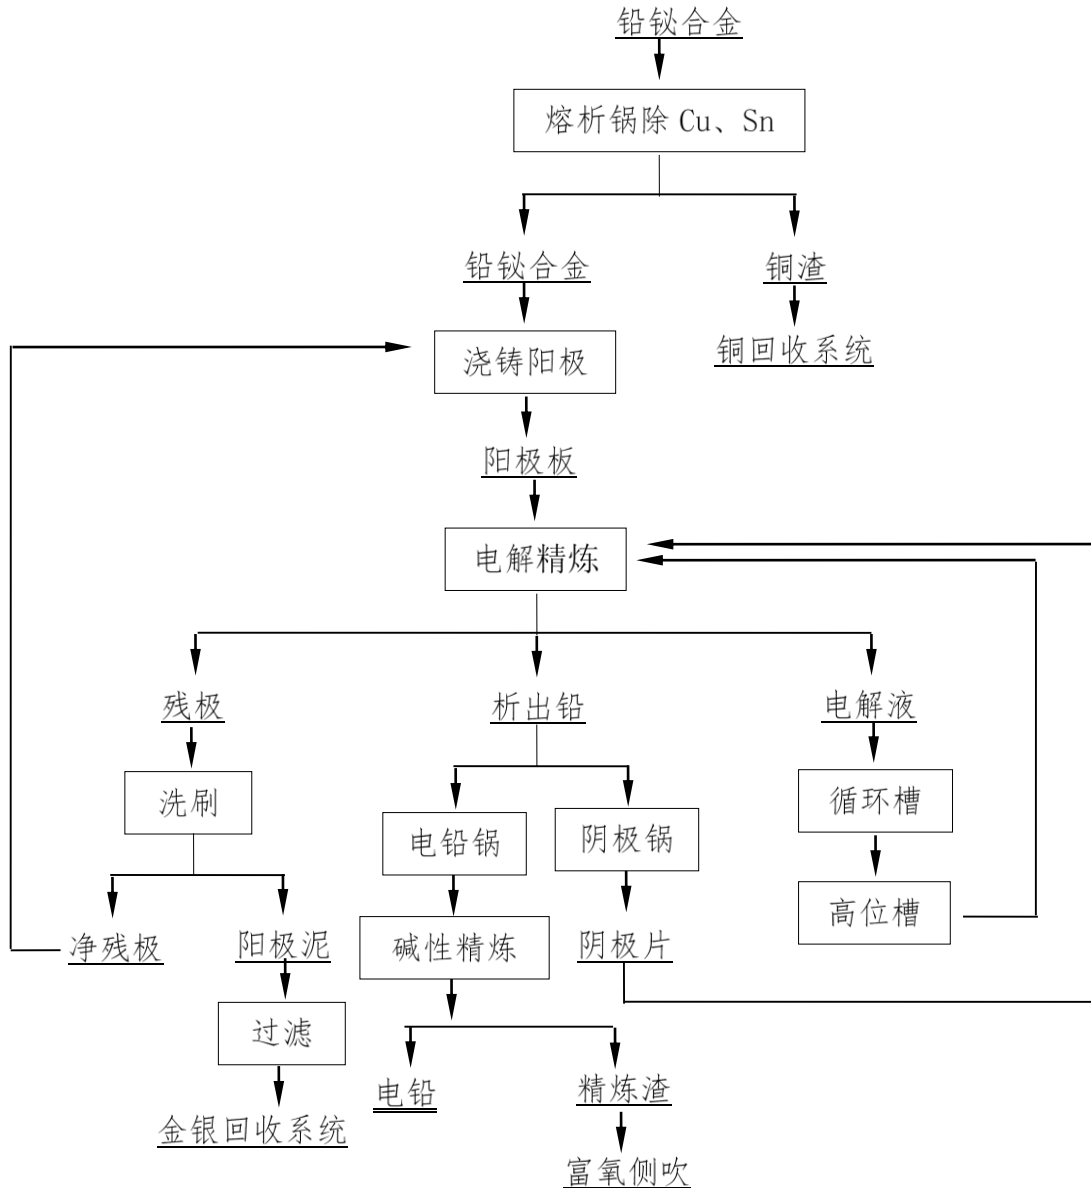 铅铋合金
熔析锅除 Cu、Sn
铅铋合金
铜渣
浇铸阳极
铜回收系统
阳极板
电解精炼
残极
析出铅
电解液
洗刷
电铅锅
阴极锅
循环槽
高位槽
净残极
阳极泥
碱性精炼
阴极片
过滤
电铅
精炼渣
金银回收系统
富氧侧吹